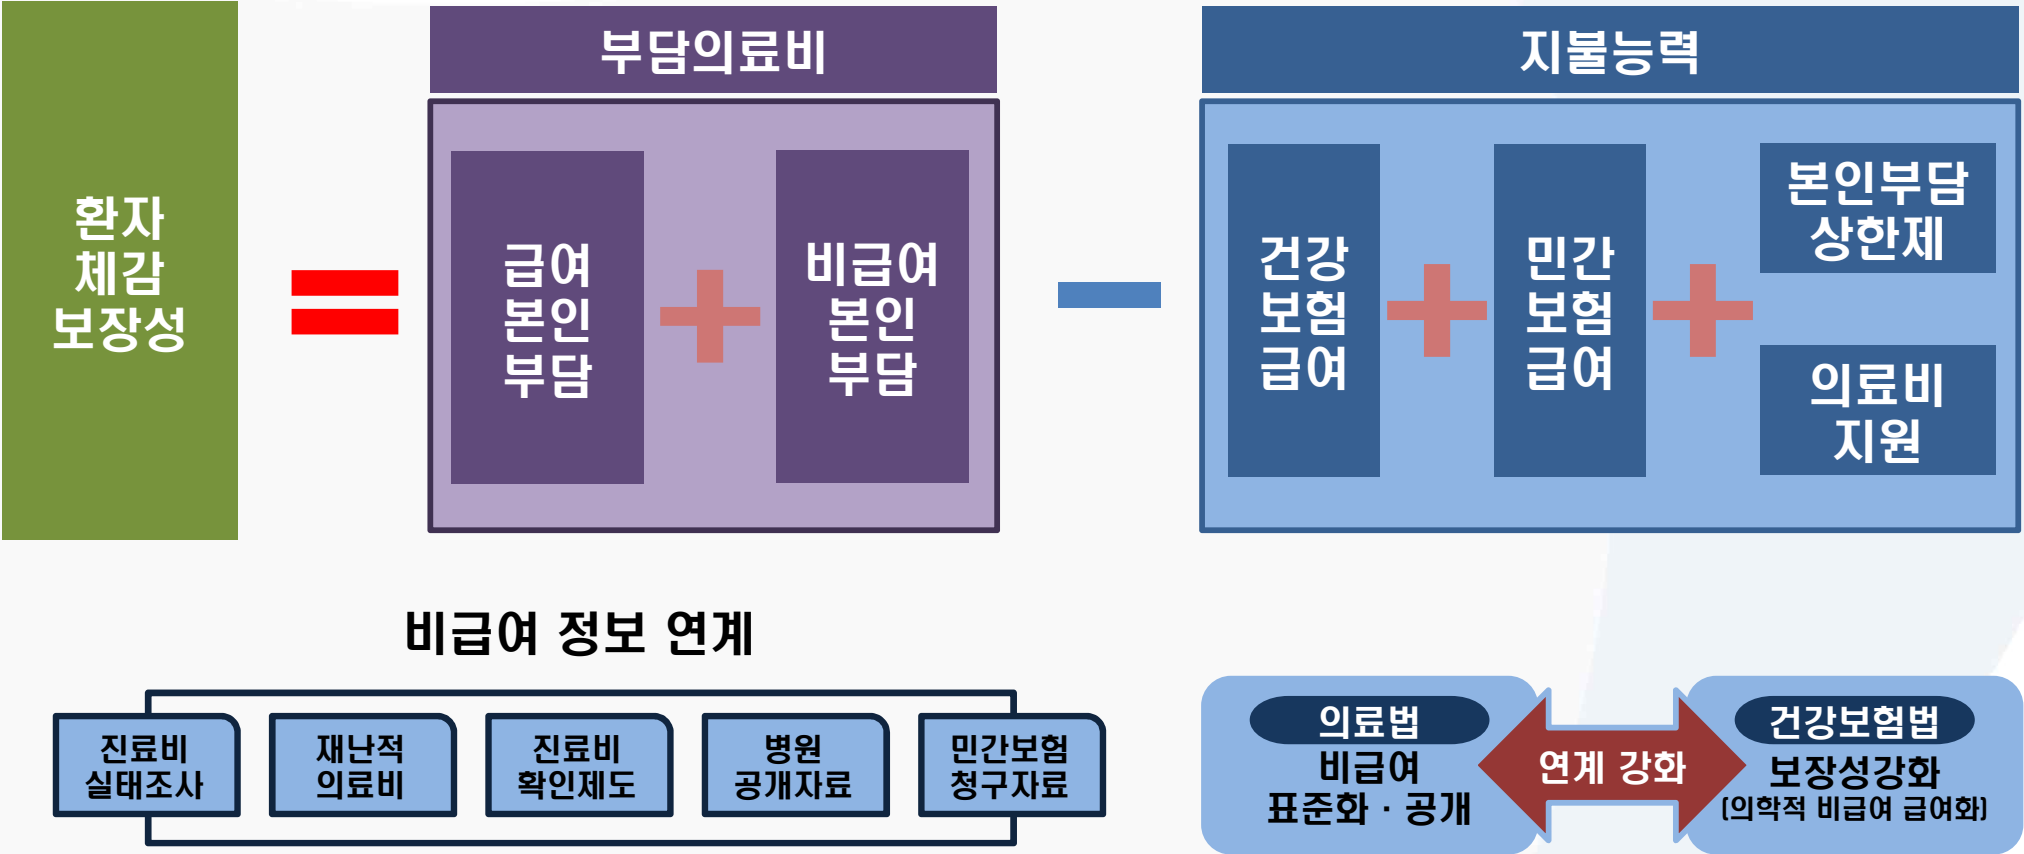 환자
체감
보장성
부담의료비
급여
본인
부담
비급여
본인
부담
지불능력
건강
보험
급여
민간
보험
급여
본인부담
상한제
의료비
지원
비급여 정보 연계
진료비
실태조사
재난적
의료비
진료비
확인제도
병원
공개자료
민간보험
청구자료
의료법
비급여
표준화 · 공개
연계 강화
건강보험법
보장성강화
(의학적 비급여 급여화)